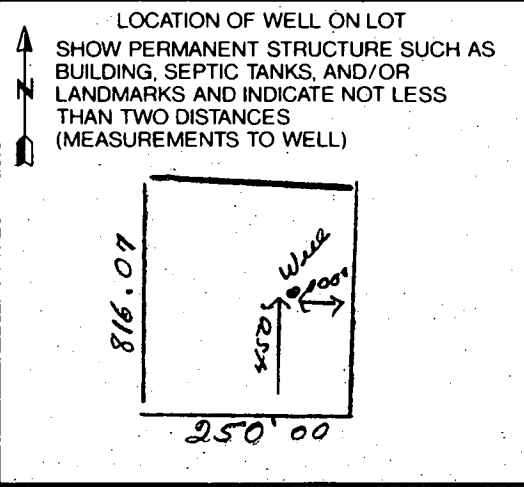 LOCATION OF WELL ON LOT
SHOW PERMANENT STRUCTURE SUCH AS
BUILDING, SEPTIC TANKS, AND/OR
N
LANDMARKS AND INDICATE NOT LESS
THAN TWO DISTANCES
(MEASUREMENTS TO WELL)
Well
100'
816.07
450'
250' 00